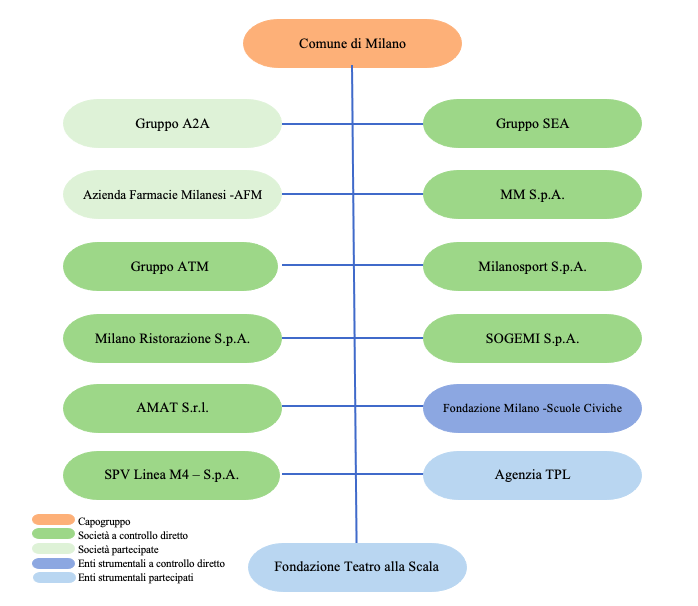 Comune di Milano
Gruppo A2A
Gruppo SEA
Azienda Farmacie Milanesi -AFM
MM S.p.A.
Gruppo ATM
Milanosport S.p.A.
Milano Ristorazione S.p.A.
SOGEMI S.p.A.
AMAT S.r.l.
Fondazione Milano -Scuole Civiche
SPV Linea M4 – S.p.A.
Agenzia TPL
Fondazione Teatro alla Scala
Capogruppo
Società a controllo diretto
Società partecipate
Enti strumentali a controllo diretto
Enti strumentali partecipati